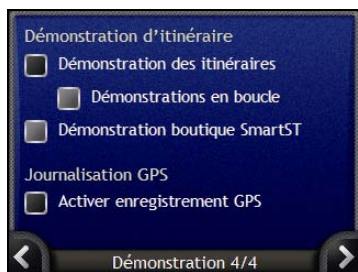 Démonstration d'itinéraire
Démonstration des itinéraires
Démonstrations en boucle
Démonstration boutique SmartST
Journalisation GPS
Activer enregistrement GPS
Démonstration 4/4